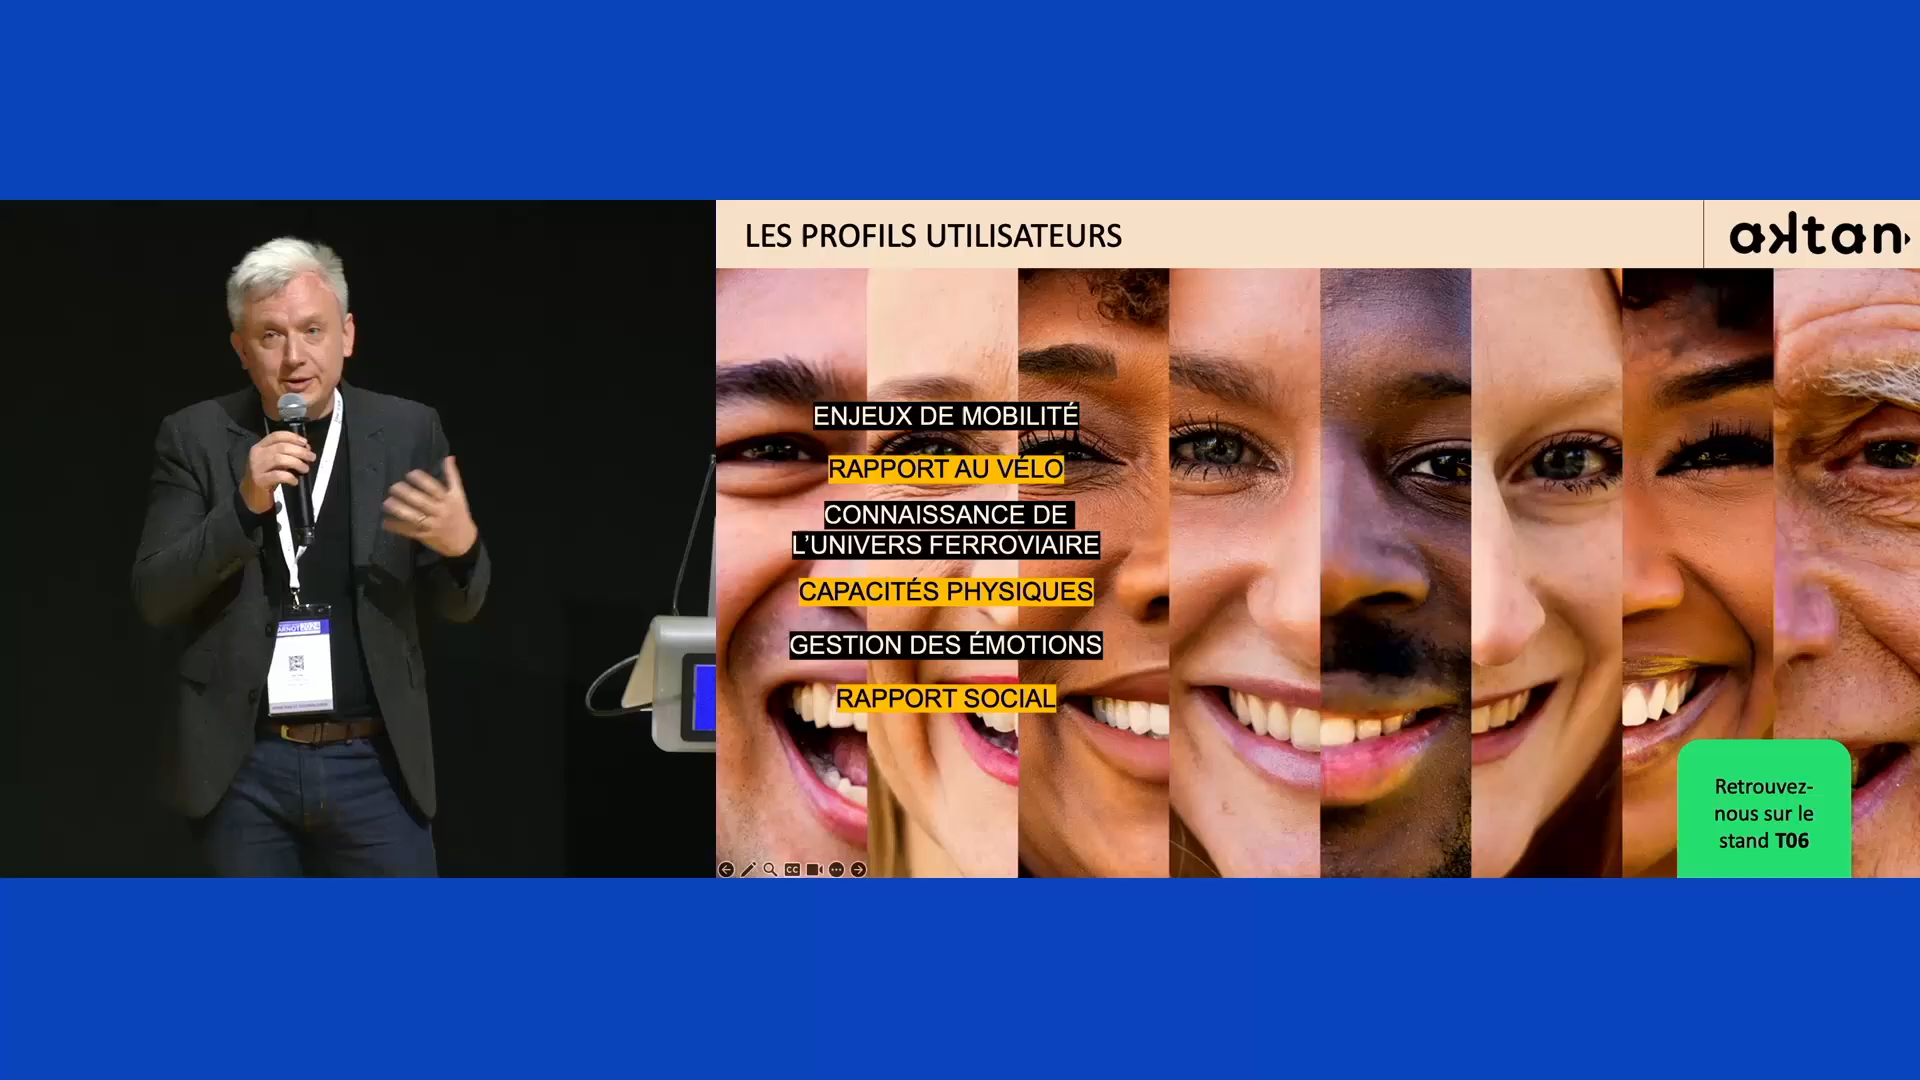 LES PROFILS UTILISATEURS
aktan
ENJEUX DE MOBILITÉ
RAPPORT AU VÉLO
CONNAISSANCE DE
L’UNIVERS FERROVIAIRE
CAPACITÉS PHYSIQUES
GESTION DES ÉMOTIONS
RAPPORT SOCIAL
Retrouvez-
nous sur le
stand T06
CC